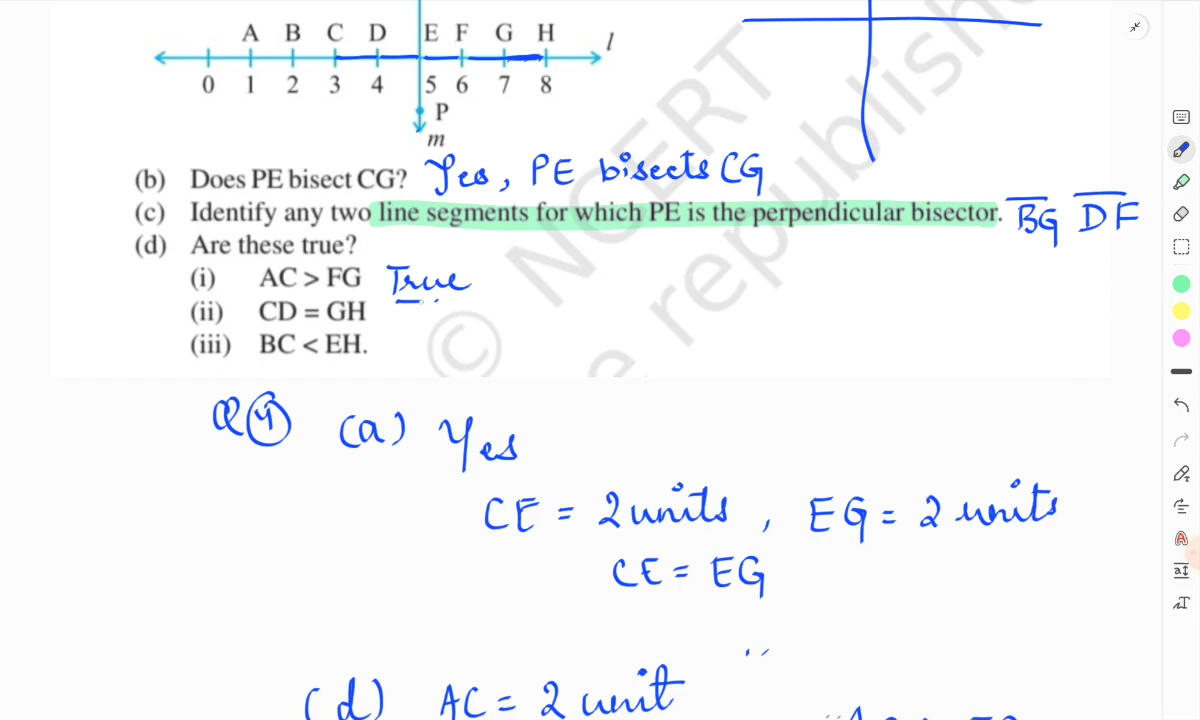 A B C D E F G H l
0 1 2 3 4 5 6 7 8
P
m
(b) Does PE bisect CG? Yes, PE bisects CG
(c) Identify any two line segments for which PE is the perpendicular bisector. BG DF
(d) Are these true?
(i) AC > FG True
(ii) CD = GH
(iii) BC < EH.
© NCERT
republishe
Q4 (a) Yes
CE = 2 units, EG = 2 units
CE = EG
(d) AC = 2 unit